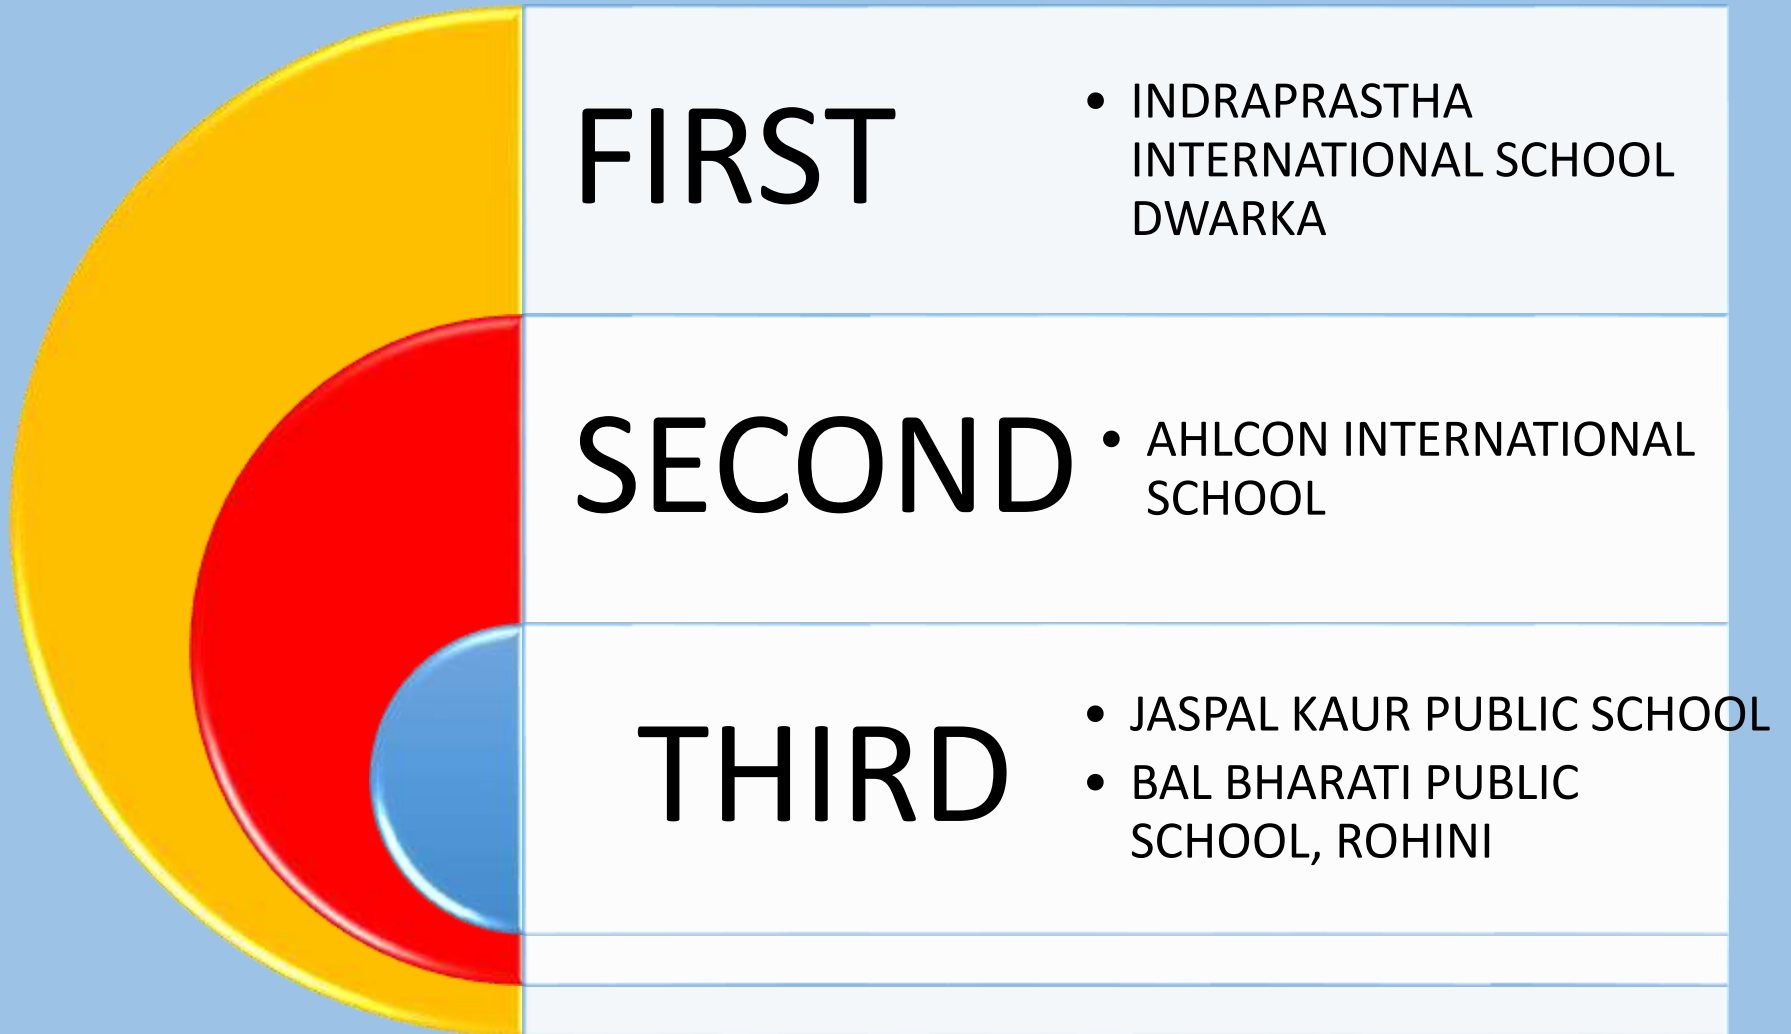 FIRST
• INDRAPRASTHA
INTERNATIONAL SCHOOL
DWARKA
SECOND
• AHLCON INTERNATIONAL
SCHOOL
THIRD
• JASPAL KAUR PUBLIC SCHOOL
• BAL BHARATI PUBLIC
SCHOOL, ROHINI